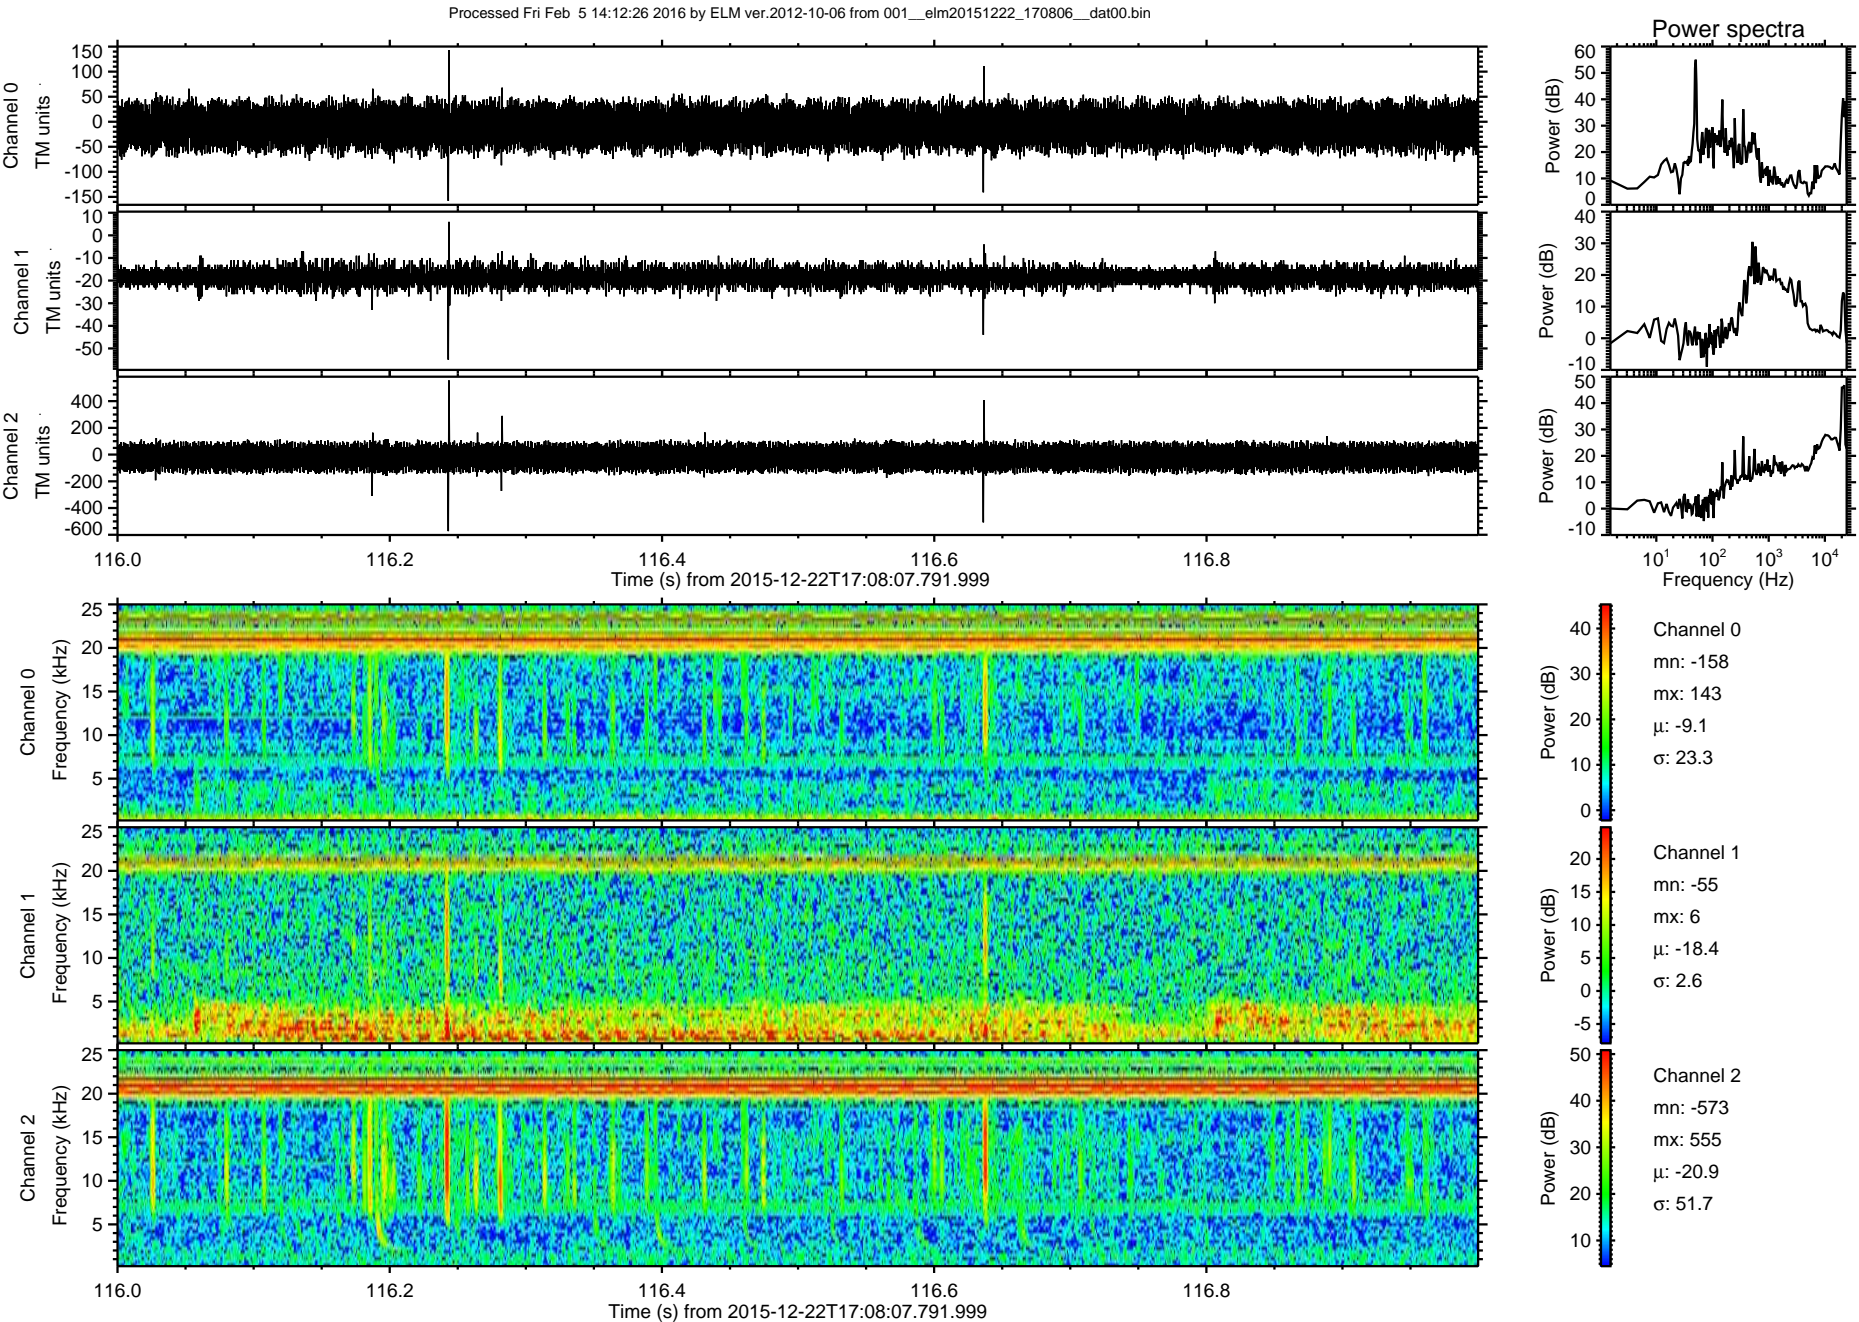 Processed Fri Feb 5 14:12:26 2016 by ELM ver.2012-10-06 from 001__elm20151222_170806__dat00.bin
Power spectra
Channel 0
TM units
150
100
50
0
-50
-100
-150
Power (dB)
60
50
40
30
20
10
0
Channel 1
TM units
10
0
-10
-20
-30
-40
-50
Power (dB)
40
30
20
10
0
-10
Channel 2
TM units
400
200
0
-200
-400
-600
Power (dB)
50
40
30
20
10
0
-10
116.0 116.2 116.4 116.6 116.8
Time (s) from 2015-12-22T17:08:07.791.999
10^1 10^2 10^3 10^4
Frequency (Hz)
Channel 0
Frequency (kHz)
25
20
15
10
5
Power (dB)
40
30
20
10
0
Channel 0
mn: -158
mx: 143
μ: -9.1
σ: 23.3
Channel 1
Frequency (kHz)
25
20
15
10
5
Power (dB)
20
15
10
5
0
-5
Channel 1
mn: -55
mx: 6
μ: -18.4
σ: 2.6
Channel 2
Frequency (kHz)
25
20
15
10
5
Power (dB)
50
40
30
20
10
Channel 2
mn: -573
mx: 555
μ: -20.9
σ: 51.7
116.0 116.2 116.4 116.6 116.8
Time (s) from 2015-12-22T17:08:07.791.999